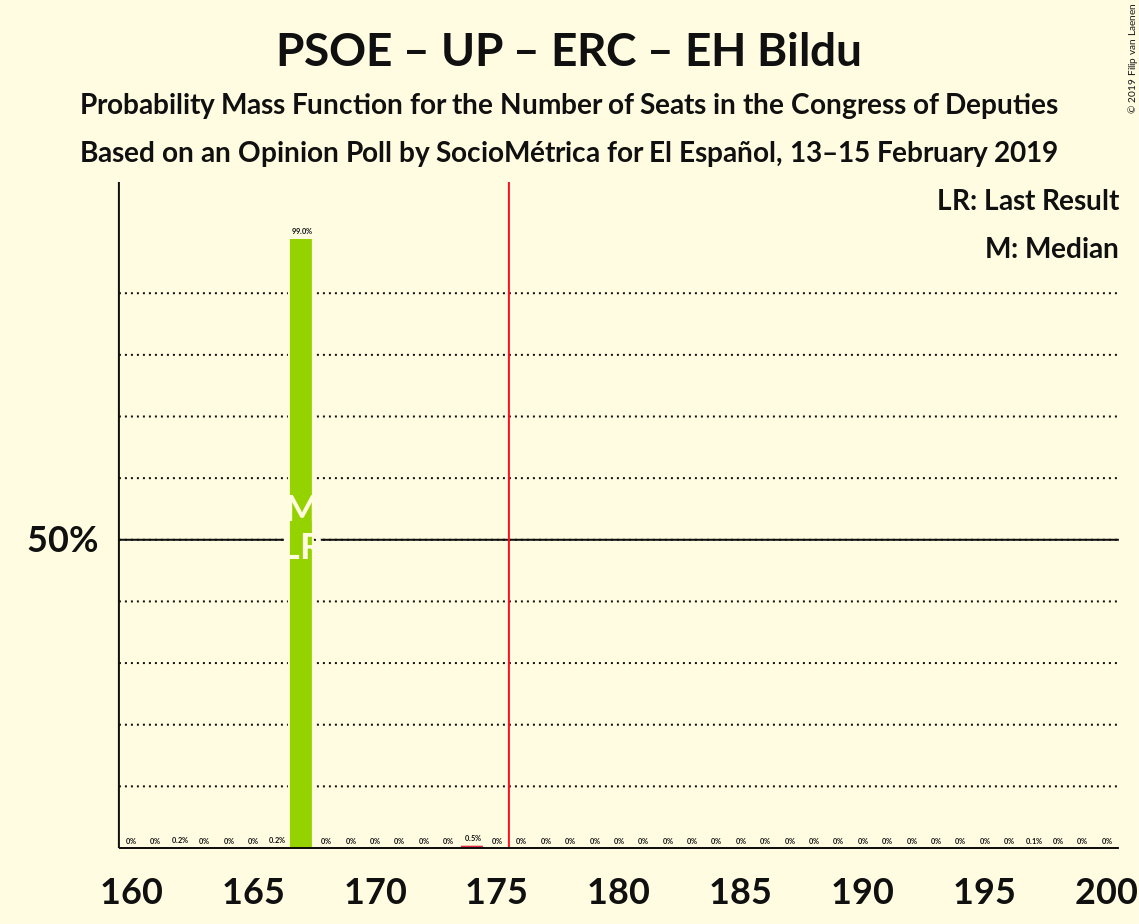 PSOE – UP – ERC – EH Bildu
Probability Mass Function for the Number of Seats in the Congress of Deputies
Based on an Opinion Poll by SocioMétrica for El Español, 13–15 February 2019
© 2019 Filip van Laenen
LR: Last Result
M: Median
99.0%
M
LR
50%
0% 0% 0.2% 0% 0% 0% 0.2% 0% 0% 0% 0% 0% 0% 0.5% 0% 0% 0% 0% 0% 0% 0% 0% 0% 0% 0% 0% 0% 0% 0% 0% 0% 0% 0% 0% 0% 0% 0.1% 0% 0% 0%
160 165 170 175 180 185 190 195 200